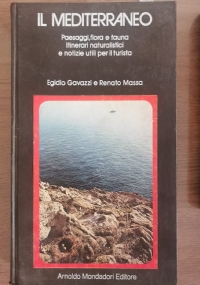 IL MEDITERRANEO
Paesaggi, flora e fauna
Itinerari naturalistici
e notizie utili per il turista
Egidio Gavazzi e Renato Massa
Arnoldo Mondadori Editore